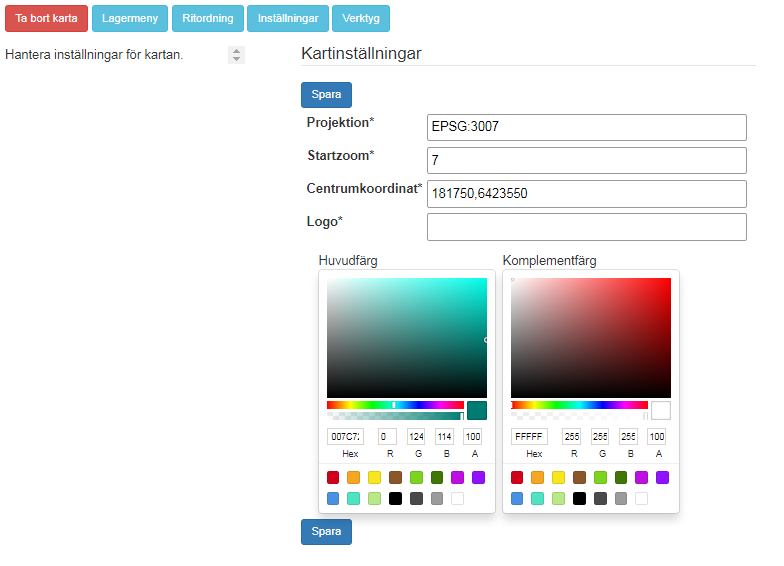 Ta bort karta Lagermeny Ritordning Inställningar Verktyg
Hantera inställningar för kartan.
Kartinställningar
Spara
Projektion* EPSG:3007
Startzoom* 7
Centrumkoordinat* 181750,6423550
Logo*
Huvudfärg Komplementfärg
007C7 0 124 114 100 FFFFF 255 255 255 100
Hex R G B A Hex R G B A
Spara